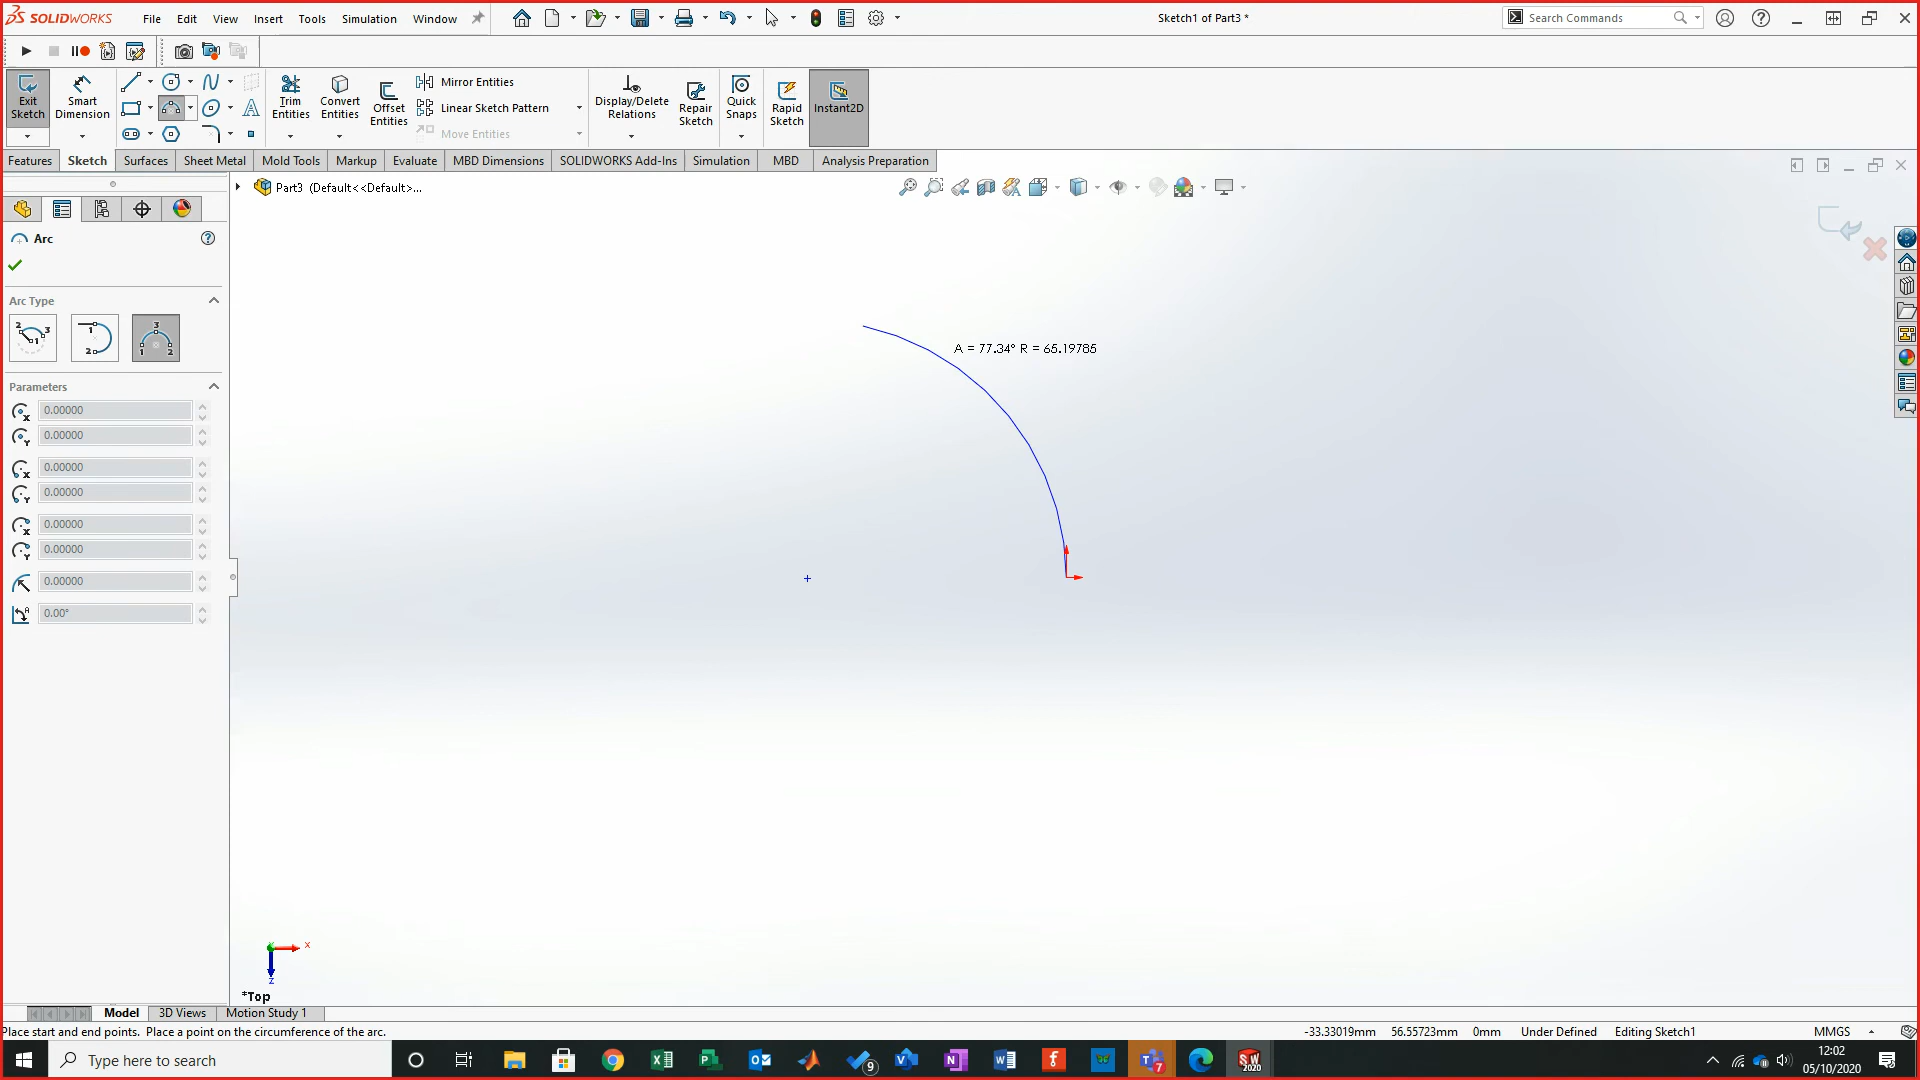 SOLIDWORKS
File Edit View Insert Tools Simulation Window
Sketch1 of Part3 *
Search Commands
Exit Sketch
Smart Dimension
Trim Entities
Convert Entities
Offset Entities
Mirror Entities
Linear Sketch Pattern
Move Entities
Display/Delete Relations
Repair Sketch
Quick Snaps
Rapid Sketch
Instant2D
Features Sketch Surfaces Sheet Metal Mold Tools Markup Evaluate MBD Dimensions SOLIDWORKS Add-Ins Simulation MBD Analysis Preparation
Part3 (Default<<Default>...
Arc
Arc Type
Parameters
0.00000
0.00000
0.00000
0.00000
0.00000
0.00000
0.00000
0.00°
A = 77.34° R = 65.19785
x
z
*Top
Model 3D Views Motion Study 1
Place start and end points. Place a point on the circumference of the arc.
-33.33019mm 56.55723mm 0mm Under Defined Editing Sketch1 MMGS
Type here to search
9
7
SW 2020
12:02
05/10/2020